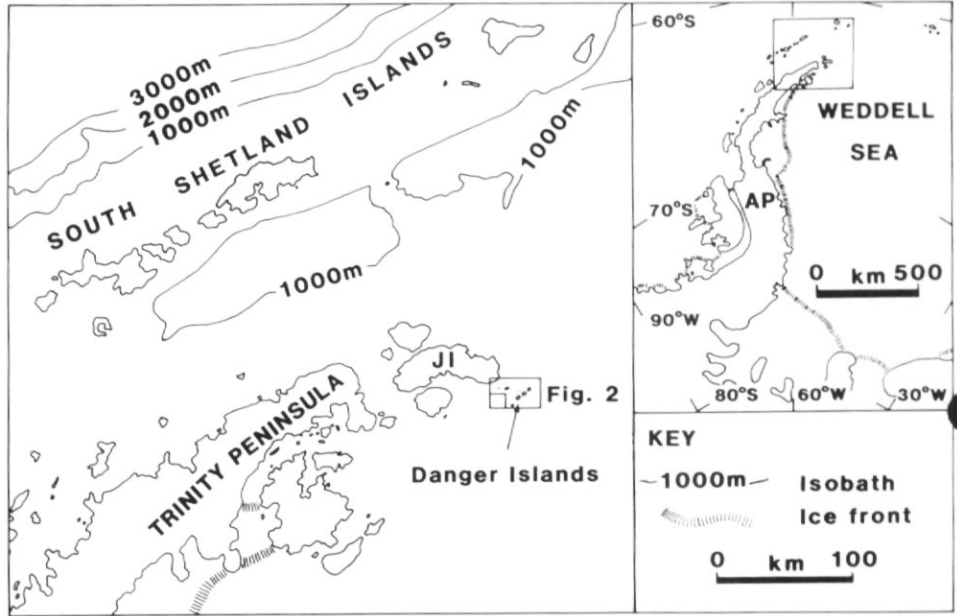 3000m
2000m
1000m
SOUTH SHETLAND ISLANDS
1000m
1000m
JI
Fig. 2
Danger Islands
TRINITY PENINSULA
60°S
WEDDELL
SEA
AP
70°S
0 km 500
90°W
80°S 60°W 30°W
KEY
1000m Isobath
Ice front
0 km 100